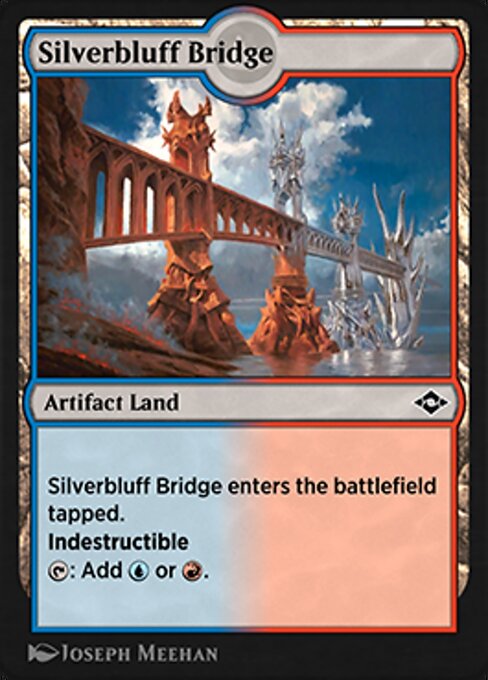 Silverbluff Bridge
Artifact Land
Silverbluff Bridge enters the battlefield
tapped.
Indestructible
: Add or .
JOSEPH MEEHAN